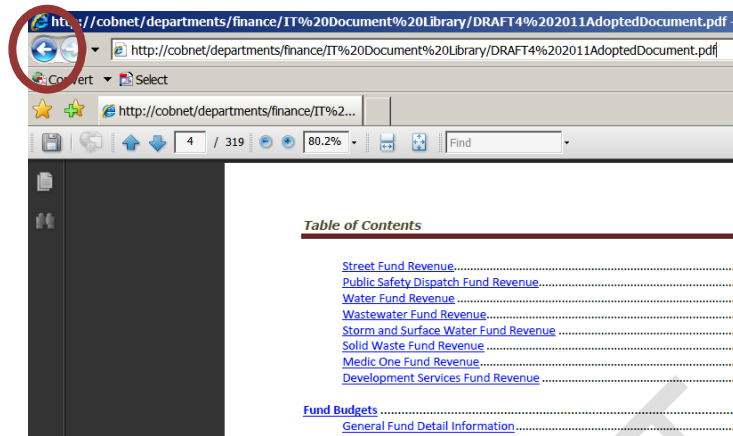 http://cobnet/departments/finance/IT%20Document%20Library/DRAFT4%202011AdoptedDocument.pdf -
http://cobnet/departments/finance/IT%20Document%20Library/DRAFT4%202011AdoptedDocument.pdf
Convert Select
http://cobnet/departments/finance/IT%2...
4 / 319 80.2% Find
Table of Contents
Street Fund Revenue
Public Safety Dispatch Fund Revenue
Water Fund Revenue
Wastewater Fund Revenue
Storm and Surface Water Fund Revenue
Solid Waste Fund Revenue
Medic One Fund Revenue
Development Services Fund Revenue
Fund Budgets
General Fund Detail Information